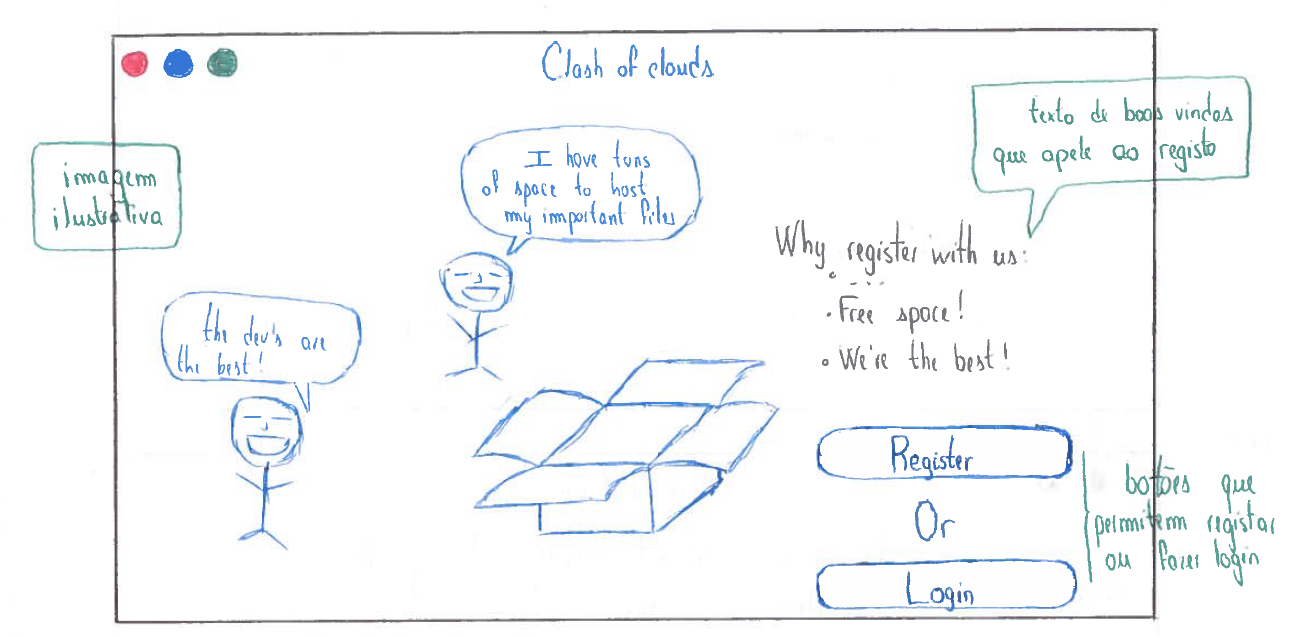 Clash of clouds
texto de boas vindas
que apele ao registo
imagem
ilustrativa
I have tons
of space to host
my important files
Why register with us:
• ...
• Free space!
• We're the best!
the dev's are
the best!
Register
Or
Login
botões que
permitem registar
ou fazer login